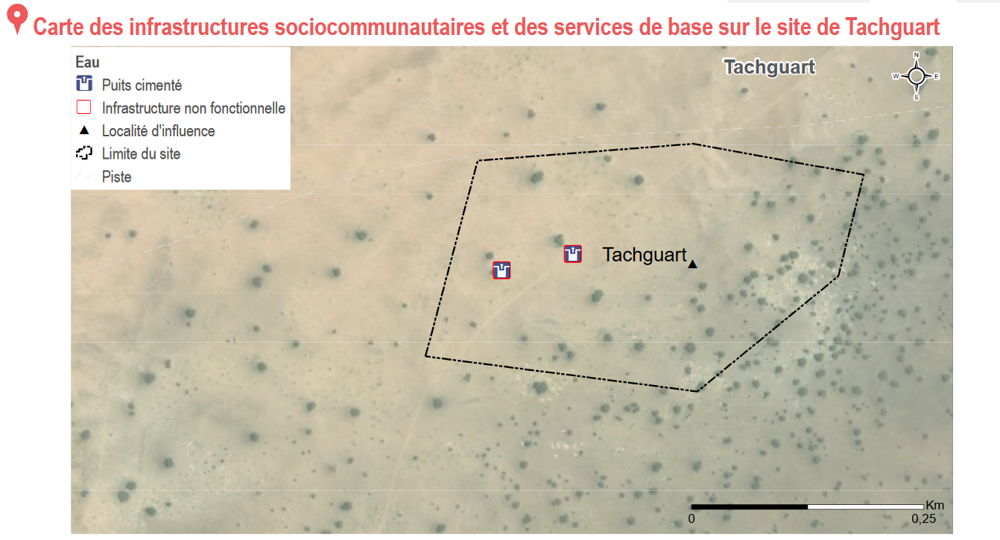 Carte des infrastructures sociocommunautaires et des services de base sur le site de Tachguart
Eau
Puits cimenté
Infrastructure non fonctionnelle
Localité d'influence
Limite du site
Piste
Tachguart
N
W E
S
Tachguart
Km
0 0,25